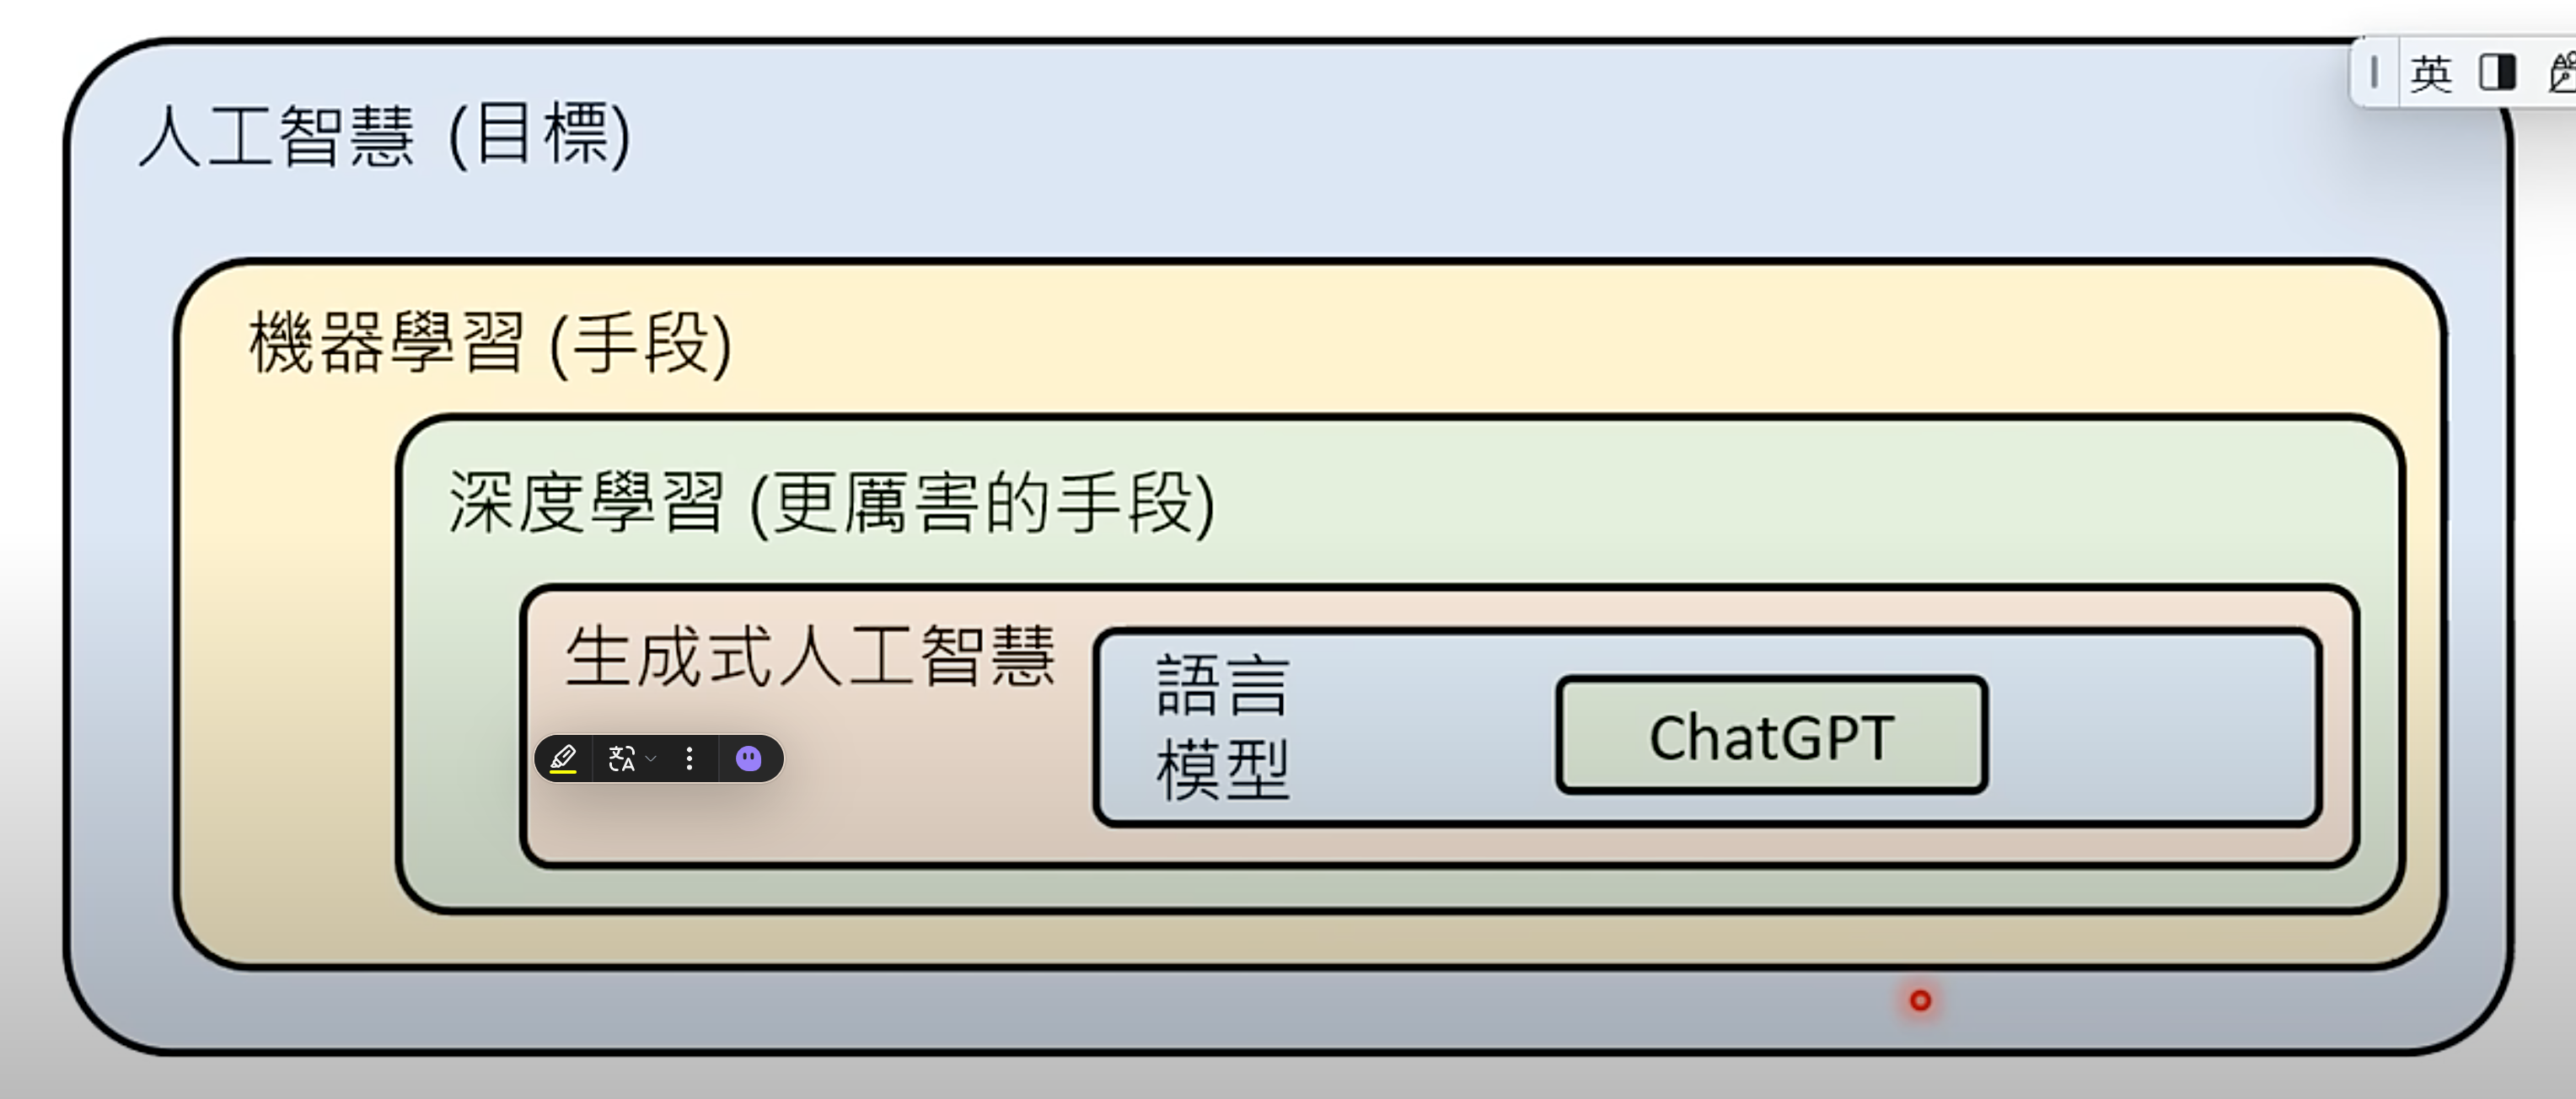 英
人工智慧 (目標)
機器學習 (手段)
深度學習 (更厲害的手段)
生成式人工智慧
語言
模型
ChatGPT